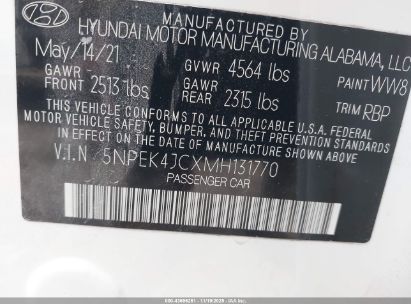 MANUFACTURED BY
HYUNDAI MOTOR MANUFACTURING ALABAMA, LLC
May/14/21 GVWR 4564 lbs PAINT WW8
GAWR FRONT 2513 lbs GAWR REAR 2315 lbs TRIM RBP
THIS VEHICLE CONFORMS TO ALL APPLICABLE U.S.A. FEDERAL
MOTOR VEHICLE SAFETY, BUMPER, AND THEFT PREVENTION
STANDARDS IN EFFECT ON THE DATE OF MANUFACTURE SHOWN ABOVE.
V.I.N 5NPEK4JCXMH131770
PASSENGER CAR